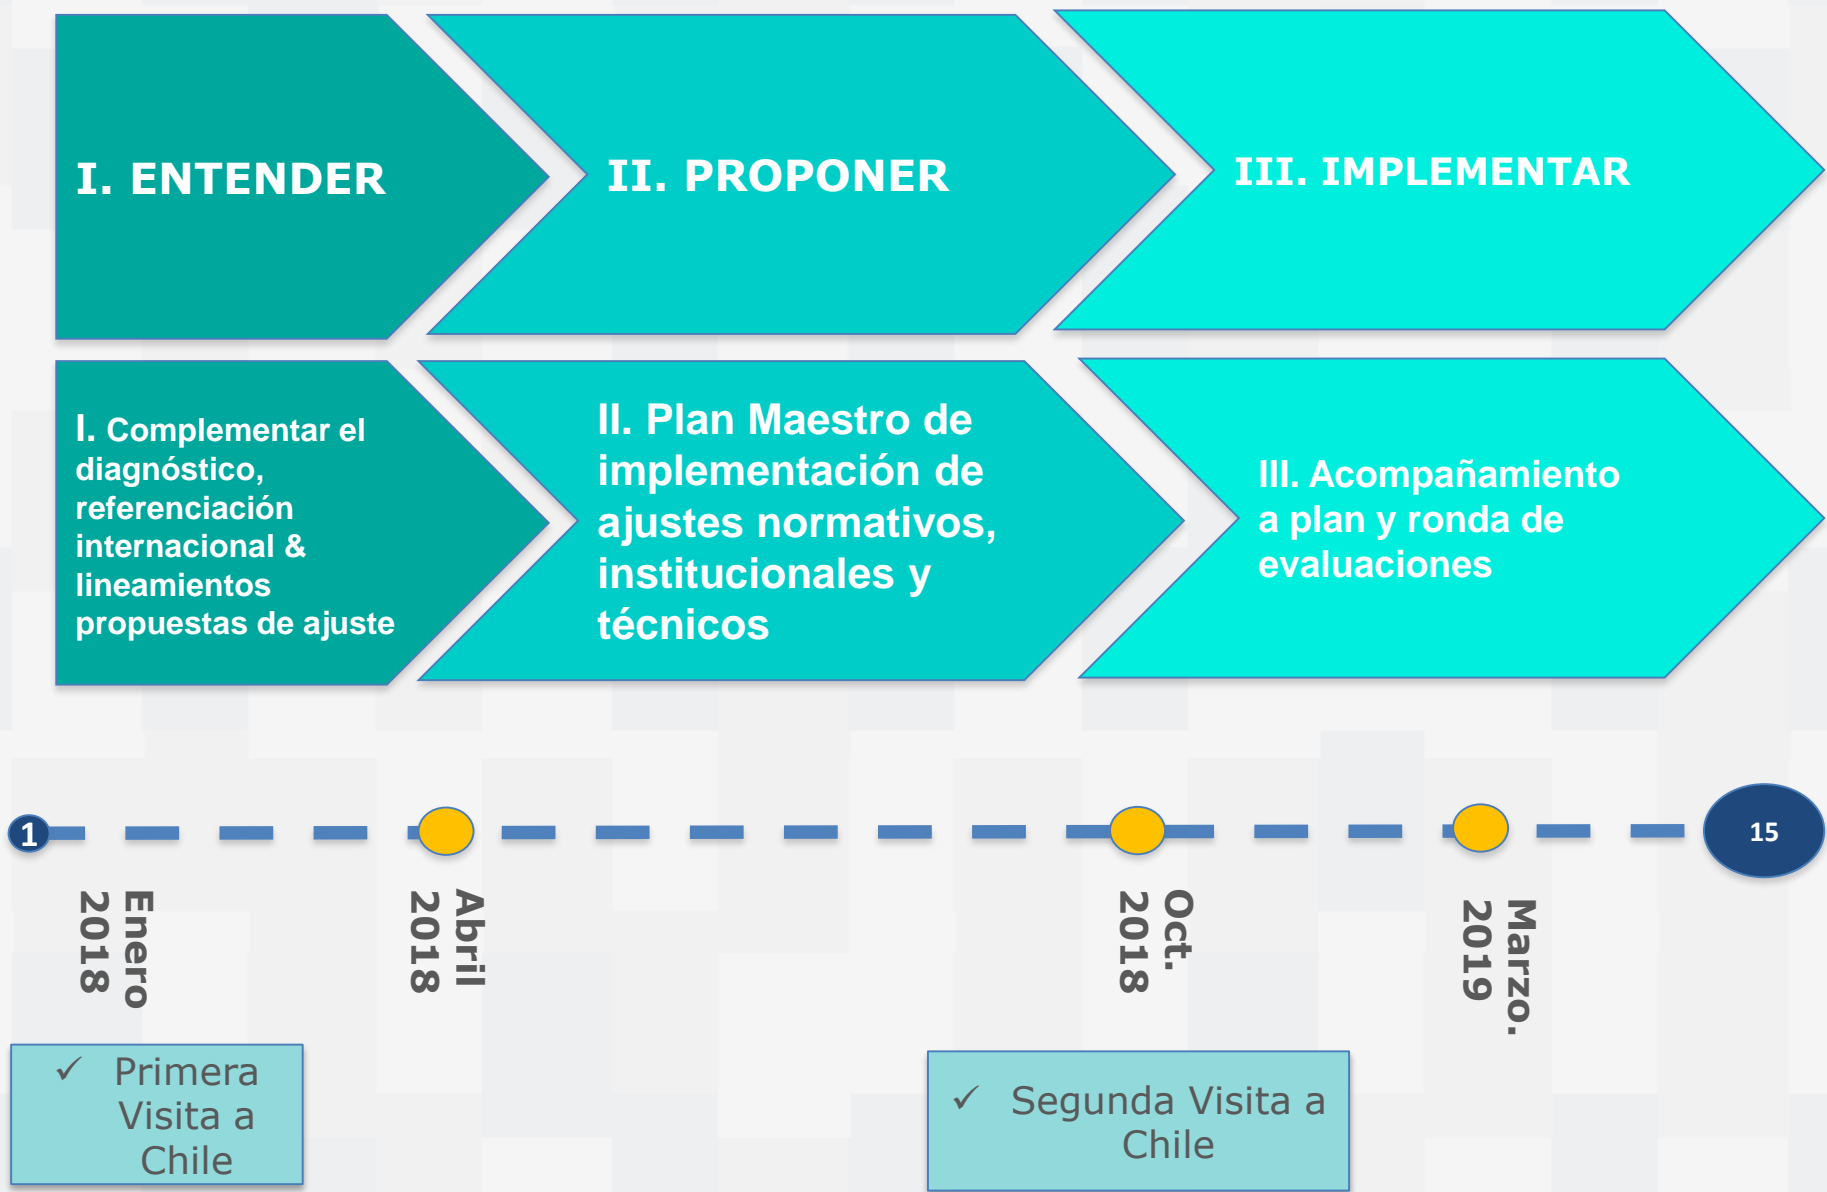 I. ENTENDER
II. PROPONER
III. IMPLEMENTAR
I. Complementar el
diagnóstico,
referenciación
internacional &
lineamientos
propuestas de ajuste
II. Plan Maestro de
implementación de
ajustes normativos,
institucionales y
técnicos
III. Acompañamiento
a plan y ronda de
evaluaciones
1
15
Enero
2018
Abril
2018
Oct.
2018
Marzo.
2019
✓ Primera
Visita a
Chile
✓ Segunda Visita a
Chile